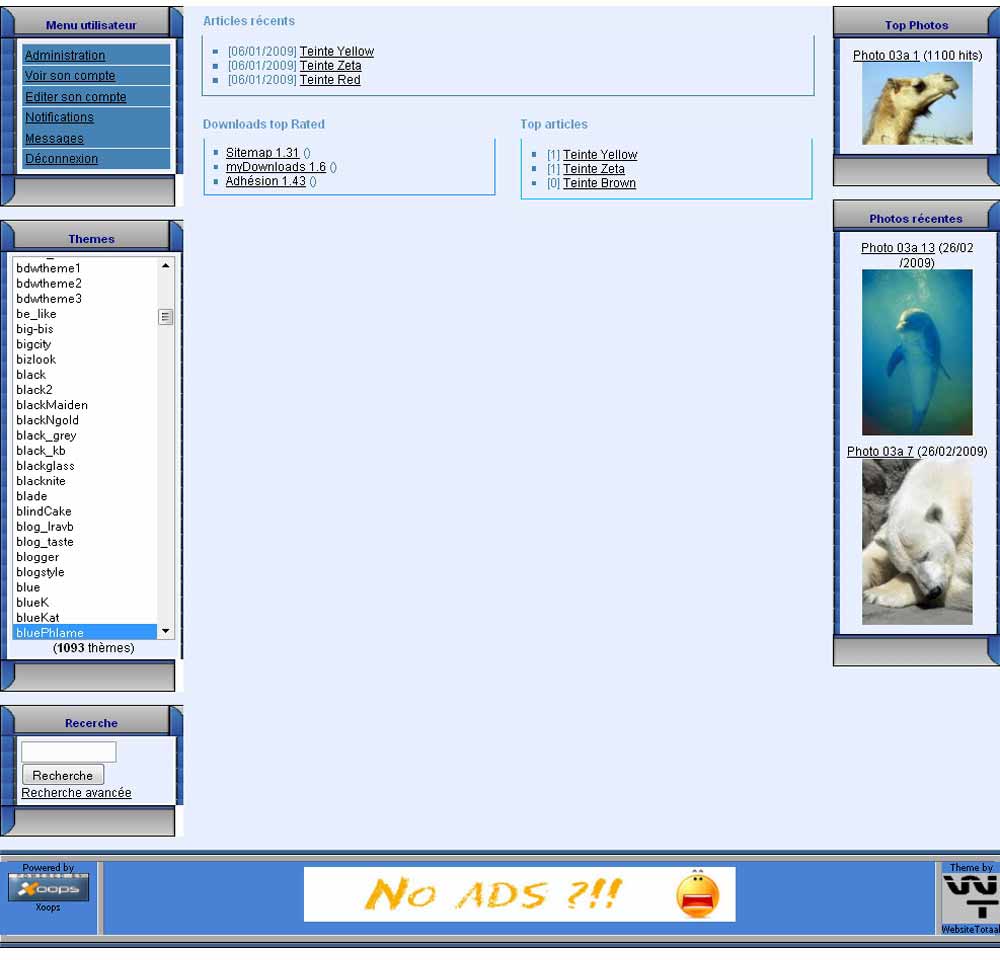 Menu utilisateur
Administration
Voir son compte
Editer son compte
Notifications
Messages
Déconnexion
Themes
bdwtheme1
bdwtheme2
bdwtheme3
be_like
big-bis
bigcity
bizlook
black
black2
blackMaiden
blackNgold
black_grey
black_kb
blackglass
blacknite
blade
blindCake
blog_lravb
blog_taste
blogger
blogstyle
blue
blueK
blueKat
bluePhlame
(1093 thèmes)
Recerche
Recherche
Recherche avancée
Articles récents
[06/01/2009] Teinte Yellow
[06/01/2009] Teinte Zeta
[06/01/2009] Teinte Red
Downloads top Rated
Sitemap 1.31 ()
myDownloads 1.6 ()
Adhésion 1.43 ()
Top articles
[1] Teinte Yellow
[1] Teinte Zeta
[0] Teinte Brown
Top Photos
Photo 03a 1 (1100 hits)
Photos récentes
Photo 03a 13 (26/02
/2009)
Photo 03a 7 (26/02/2009)
Powered by
Xoops
Xoops
No ADS ?!!
Theme by
WT
WebsiteTotaal